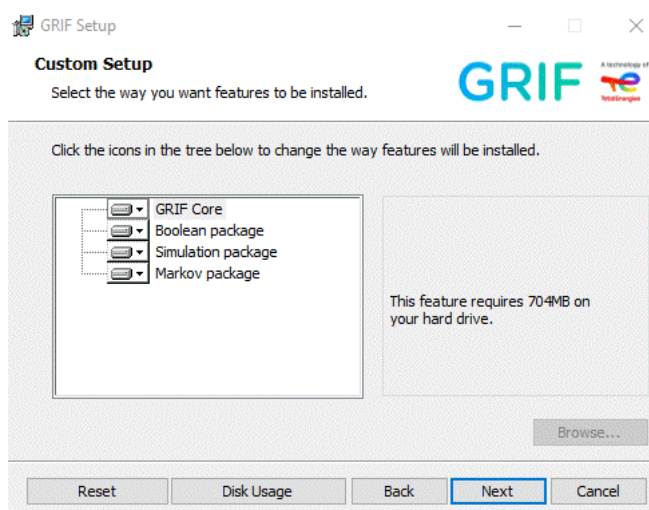 GRIF Setup
Custom Setup
Select the way you want features to be installed.
GRIF
A technology of
TotalEnergies
Click the icons in the tree below to change the way features will be installed.
GRIF Core
Boolean package
Simulation package
Markov package
This feature requires 704MB on
your hard drive.
Browse...
Reset
Disk Usage
Back
Next
Cancel